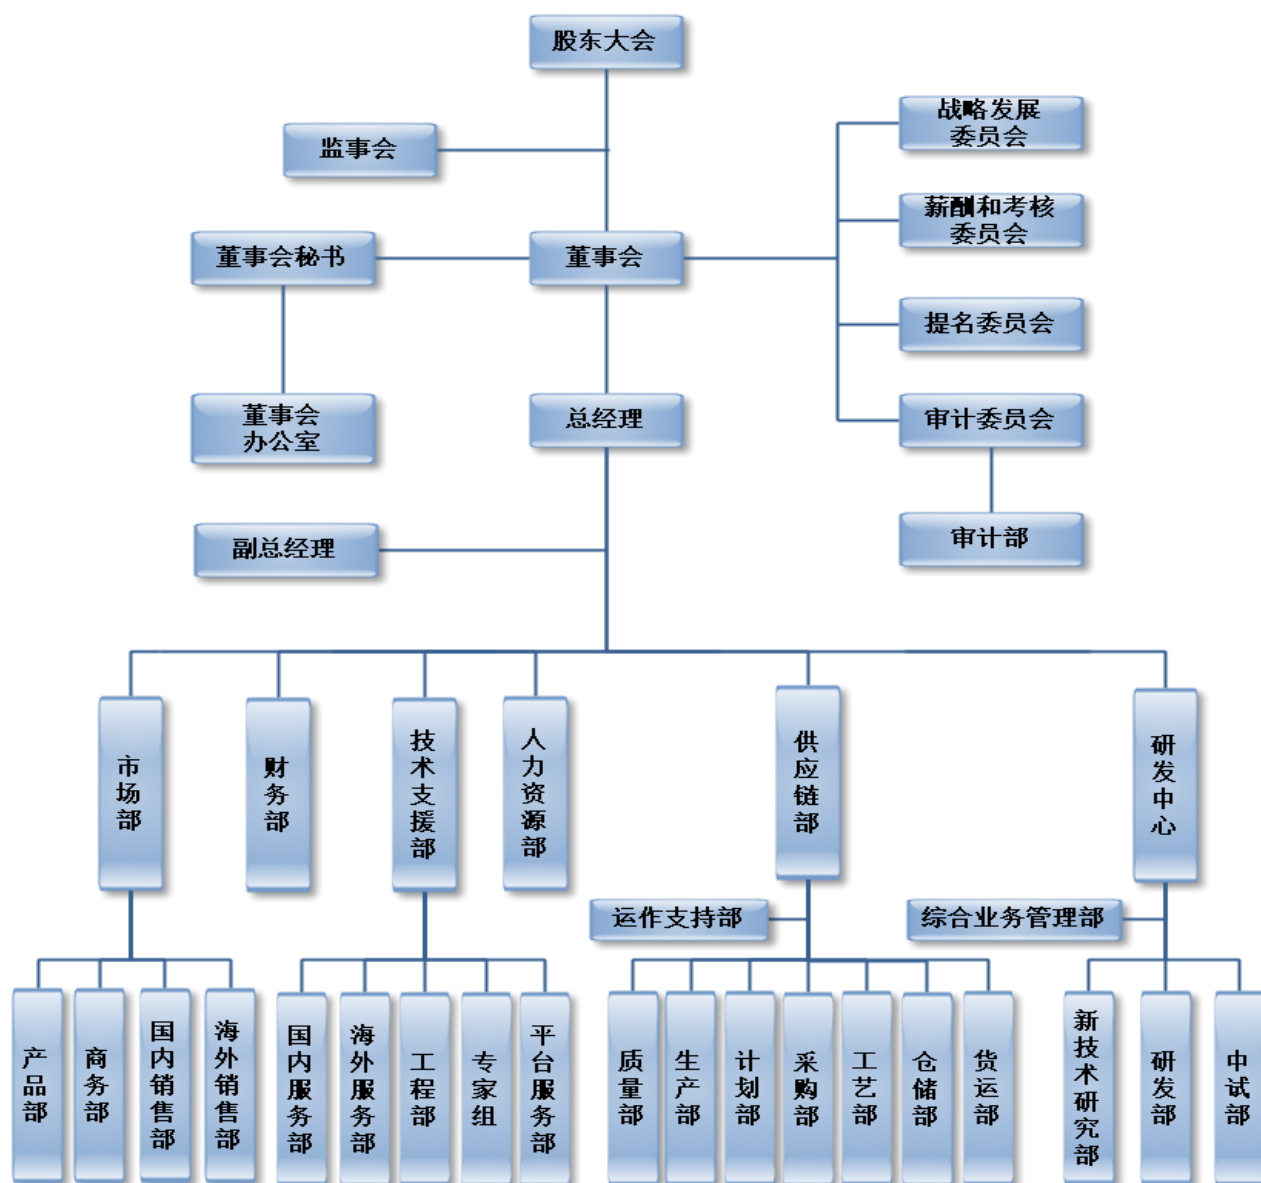 股东大会
监事会
战略发展
委员会
薪酬和考核
委员会
董事会秘书
董事会
提名委员会
董事会
办公室
总经理
审计委员会
副总经理
审计部
市场部
财务部
技术支援部
人力资源部
供应链部
研发中心
运作支持部
综合业务管理部
产品部
商务部
国内销售部
海外销售部
国内服务部
海外服务部
工程部
专家组
平台服务部
质量部
生产部
计划部
采购部
工艺部
仓储部
货运部
新技术研究部
研发部
中试部